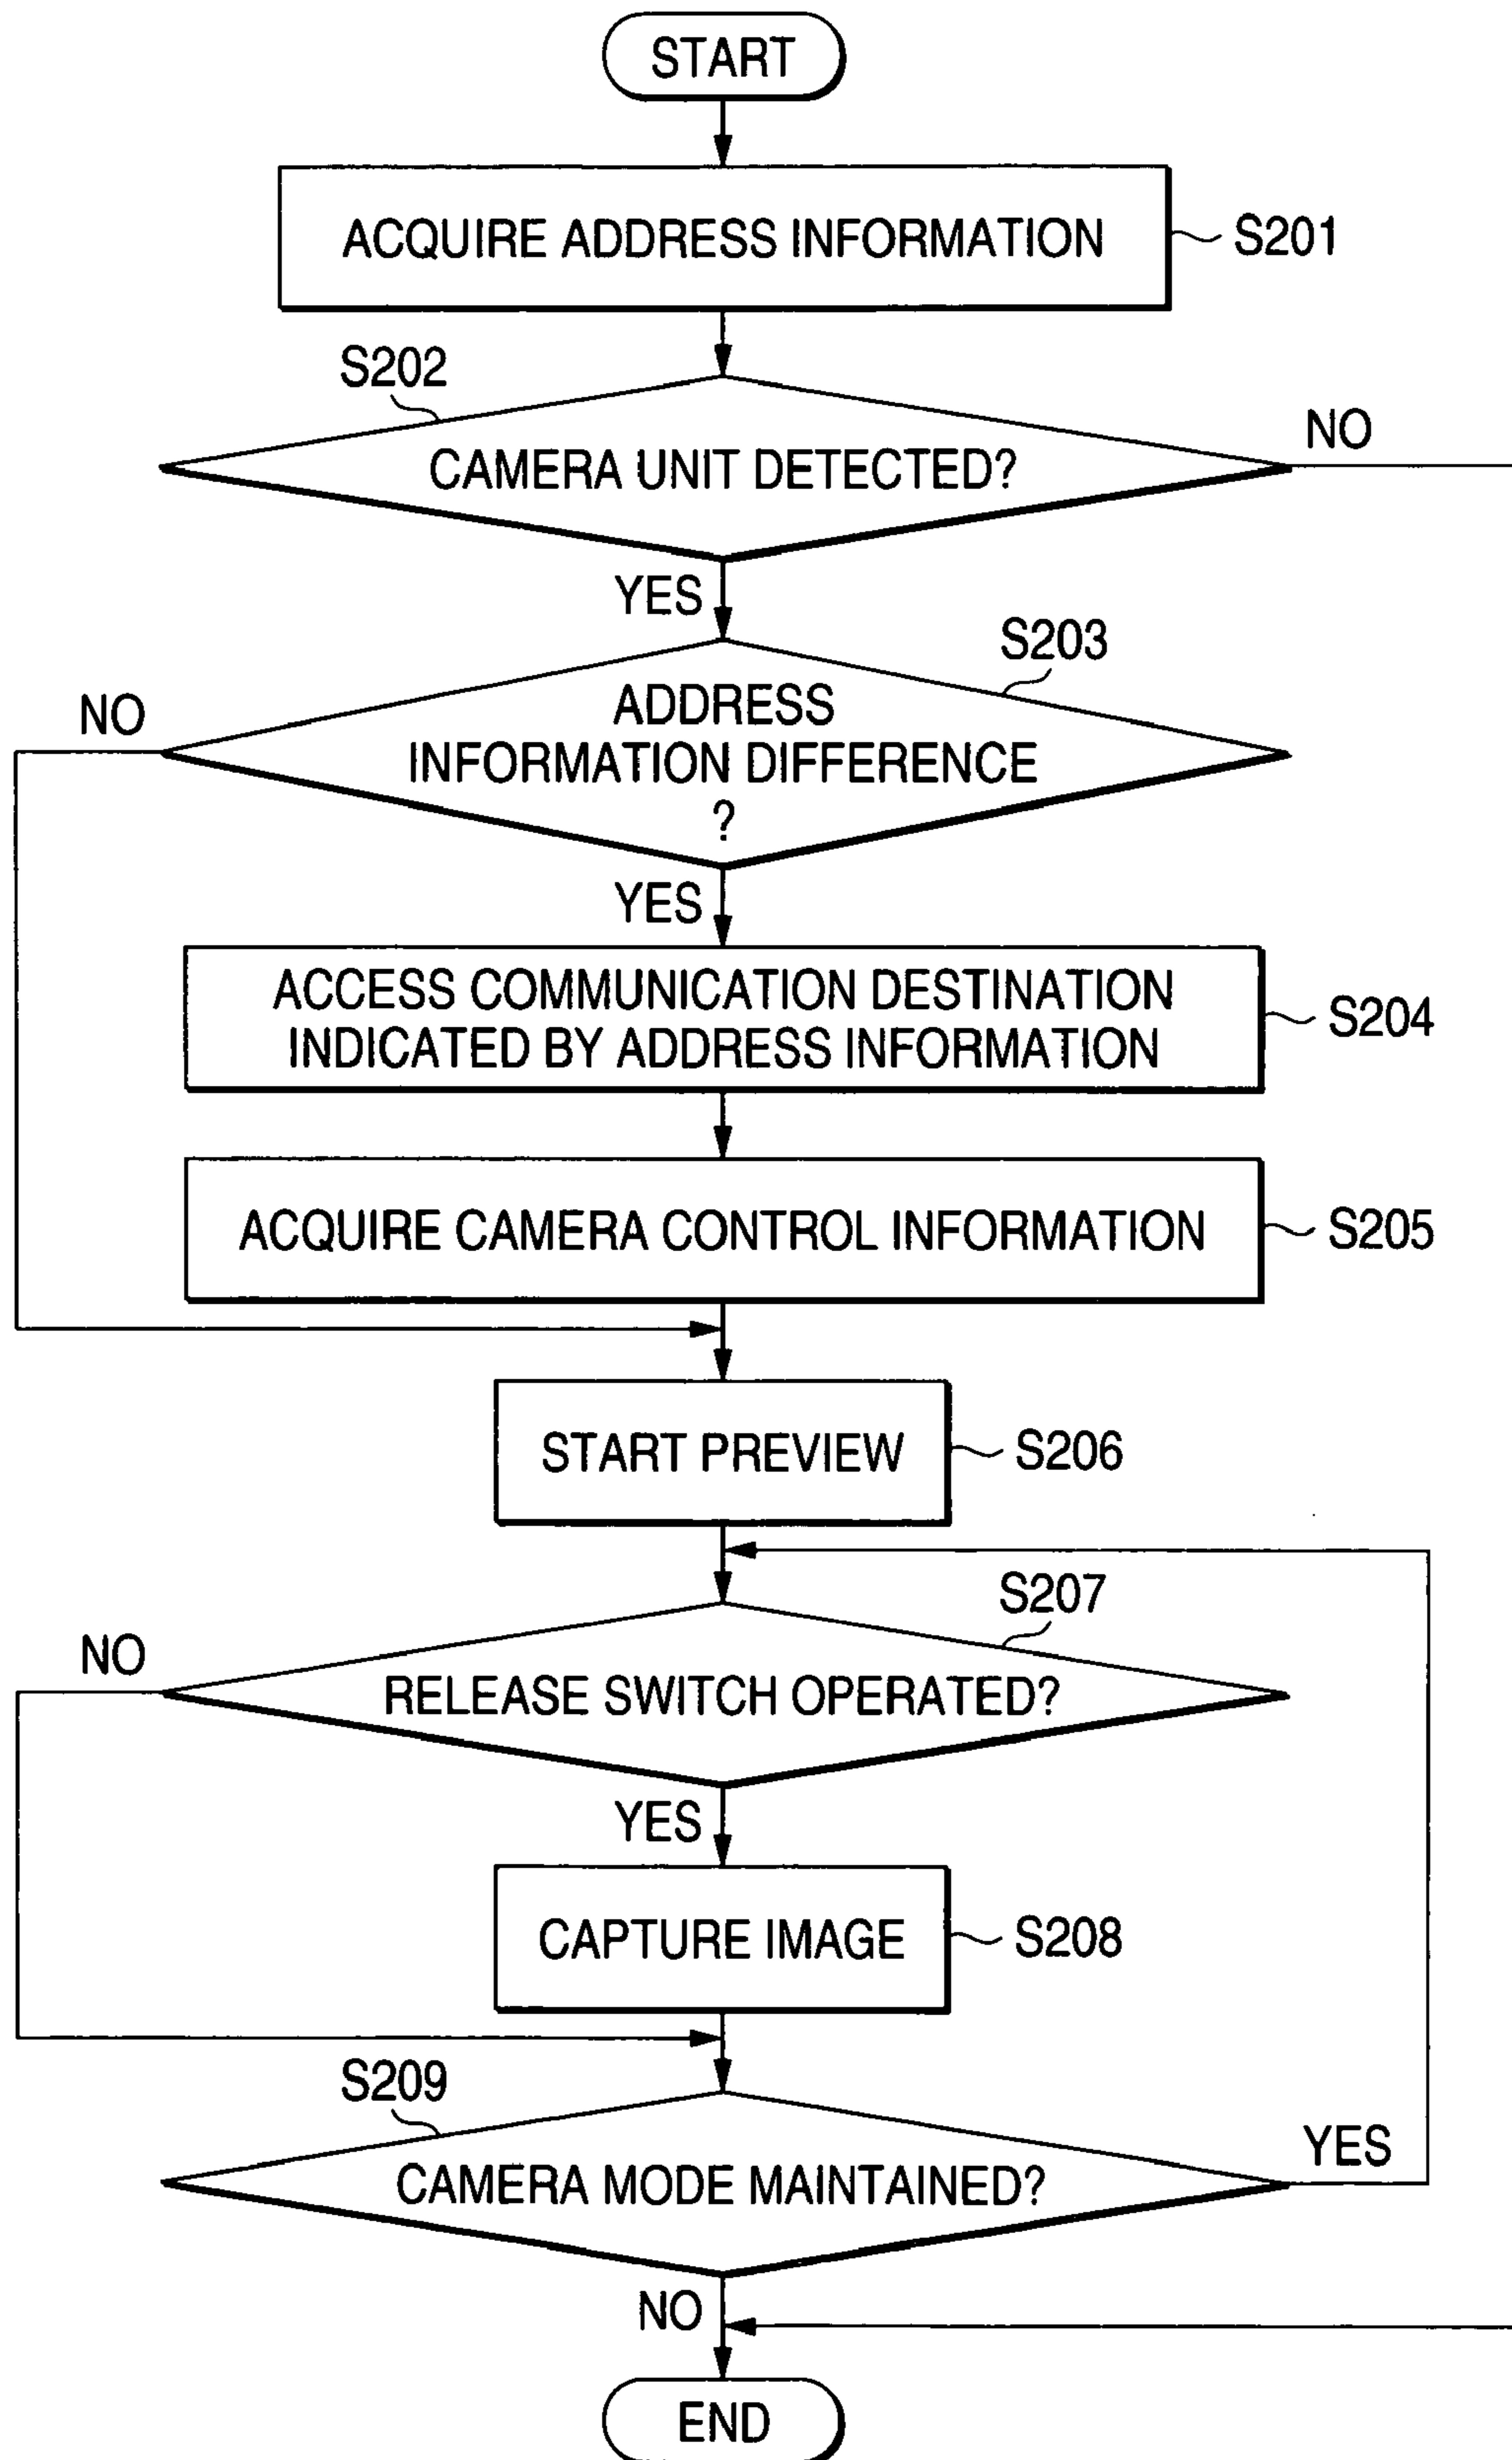 START
ACQUIRE ADDRESS INFORMATION
S201
S202
CAMERA UNIT DETECTED?
NO
YES
S203
NO
ADDRESS
INFORMATION DIFFERENCE
?
YES
ACCESS COMMUNICATION DESTINATION
INDICATED BY ADDRESS INFORMATION
S204
ACQUIRE CAMERA CONTROL INFORMATION
S205
START PREVIEW
S206
S207
NO
RELEASE SWITCH OPERATED?
YES
CAPTURE IMAGE
S208
S209
CAMERA MODE MAINTAINED?
YES
NO
END